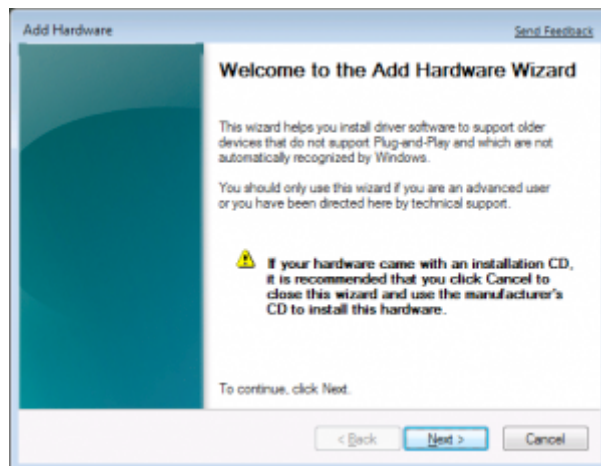 Add Hardware
Send Feedback
Welcome to the Add Hardware Wizard
This wizard helps you install driver software to support older
devices that do not support Plug-and-Play and which are not
automatically recognized by Windows.
You should only use this wizard if you are an advanced user
or you have been directed here by technical support.
If your hardware came with an installation CD,
it is recommended that you click Cancel to
close this wizard and use the manufacturer's
CD to install this hardware.
To continue, click Next.
< Back
Next >
Cancel